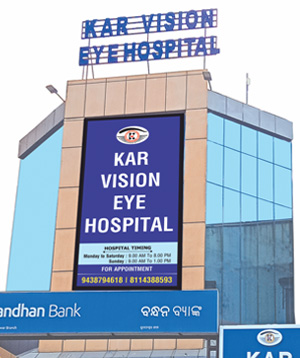 KAR VISION
EYE HOSPITAL
KAR
VISION
EYE
HOSPITAL
HOSPITAL TIMING
Monday to Saturday : 9.00 AM To 8.00 PM
Sunday : 9.00 AM To 1.00 PM
FOR APPOINTMENT
9438794618 / 8114388593
andhan Bank ବନ୍ଧନ ବ୍ୟାଙ୍କ
KAR
VISION